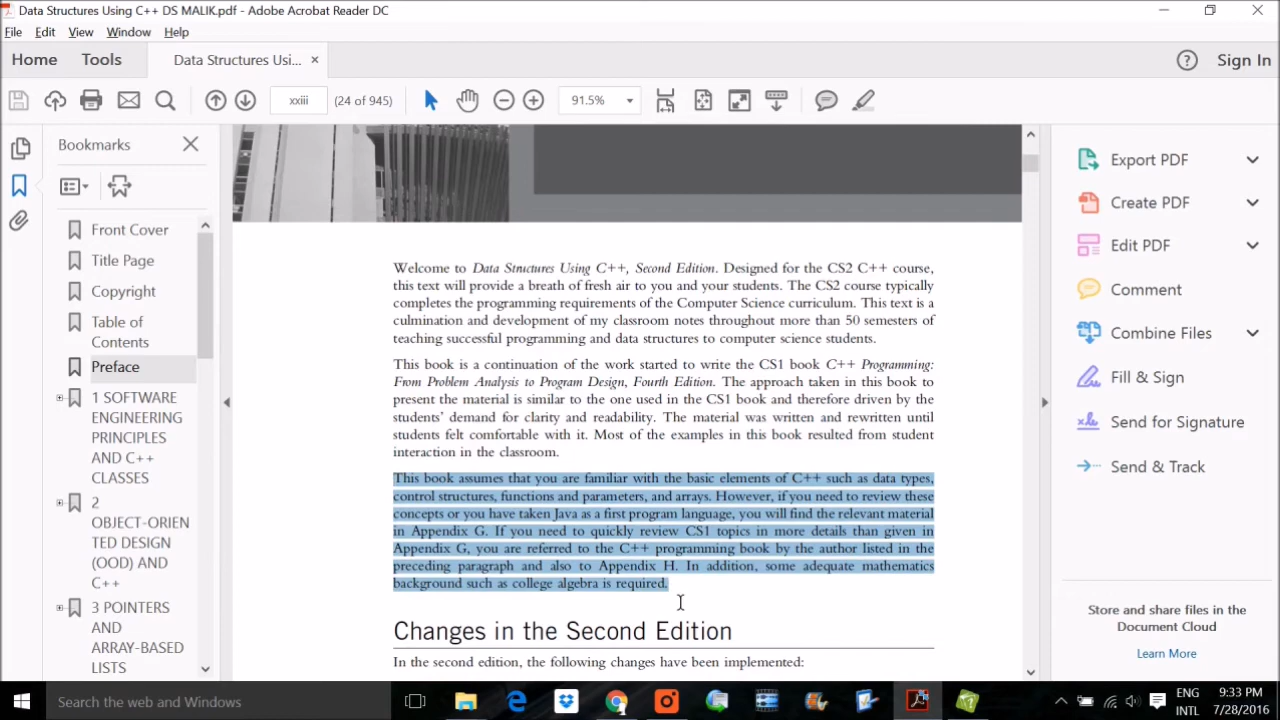 Data Structures Using C++ DS MALIK.pdf - Adobe Acrobat Reader DC
File Edit View Window Help
Home Tools Data Structures Usi... × ? Sign In
xxiii (24 of 945) 91.5%
Bookmarks
Front Cover
Title Page
Copyright
Table of
Contents
Preface
1 SOFTWARE
ENGINEERING
PRINCIPLES
AND C++
CLASSES
2
OBJECT-ORIEN
TED DESIGN
(OOD) AND
C++
3 POINTERS
AND
ARRAY-BASED
LISTS
Welcome to Data Structures Using C++, Second Edition. Designed for the CS2 C++ course,
this text will provide a breath of fresh air to you and your students. The CS2 course typically
completes the programming requirements of the Computer Science curriculum. This text is a
culmination and development of my classroom notes throughout more than 50 semesters of
teaching successful programming and data structures to computer science students.
This book is a continuation of the work started to write the CS1 book C++ Programming:
From Problem Analysis to Program Design, Fourth Edition. The approach taken in this book to
present the material is similar to the one used in the CS1 book and therefore driven by the
students' demand for clarity and readability. The material was written and rewritten until
students felt comfortable with it. Most of the examples in this book resulted from student
interaction in the classroom.
This book assumes that you are familiar with the basic elements of C++ such as data types,
control structures, functions and parameters, and arrays. However, if you need to review these
concepts or you have taken Java as a first program language, you will find the relevant material
in Appendix G. If you need to quickly review CS1 topics in more details than given in
Appendix G, you are referred to the C++ programming book by the author listed in the
preceding paragraph and also to Appendix H. In addition, some adequate mathematics
background such as college algebra is required.
Changes in the Second Edition
In the second edition, the following changes have been implemented:
Export PDF
Create PDF
Edit PDF
Comment
Combine Files
Fill & Sign
Send for Signature
Send & Track
Store and share files in the
Document Cloud
Learn More
Search the web and Windows
ENG
INTL
9:33 PM
7/28/2016